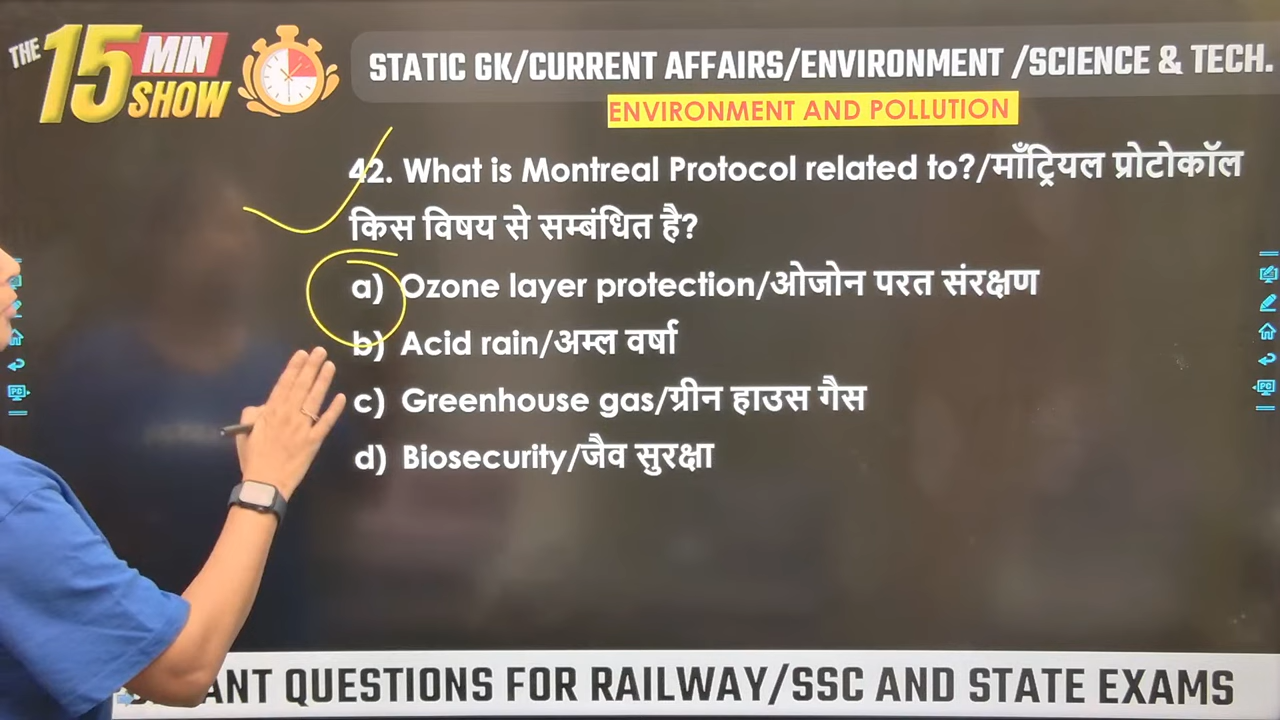 THE 15 MIN SHOW
STATIC GK/CURRENT AFFAIRS/ENVIRONMENT /SCIENCE & TECH.
ENVIRONMENT AND POLLUTION
42. What is Montreal Protocol related to?/माँट्रियल प्रोटोकॉल
किस विषय से सम्बंधित है?
a) Ozone layer protection/ओजोन परत संरक्षण
b) Acid rain/अम्ल वर्षा
c) Greenhouse gas/ग्रीन हाउस गैस
d) Biosecurity/जैव सुरक्षा
QUESTIONS FOR RAILWAY/SSC AND STATE EXAMS